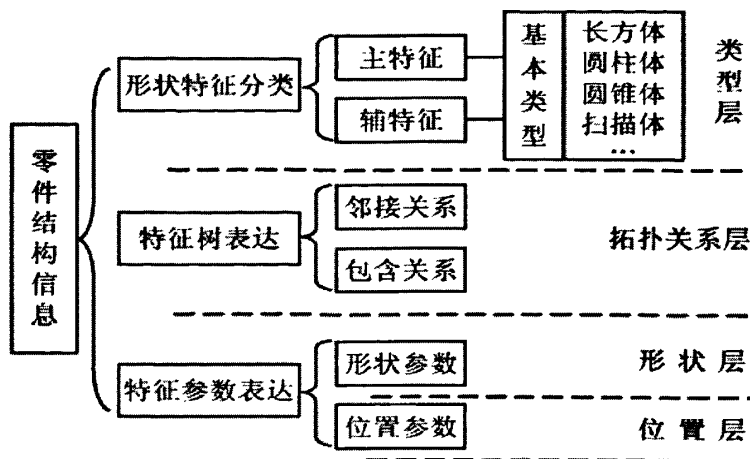 零件结构信息
形状特征分类
主特征
辅特征
基本类型
长方体
圆柱体
圆锥体
扫描体
...
类型层
特征树表达
邻接关系
包含关系
拓扑关系层
特征参数表达
形状参数
位置参数
形状层
位置层